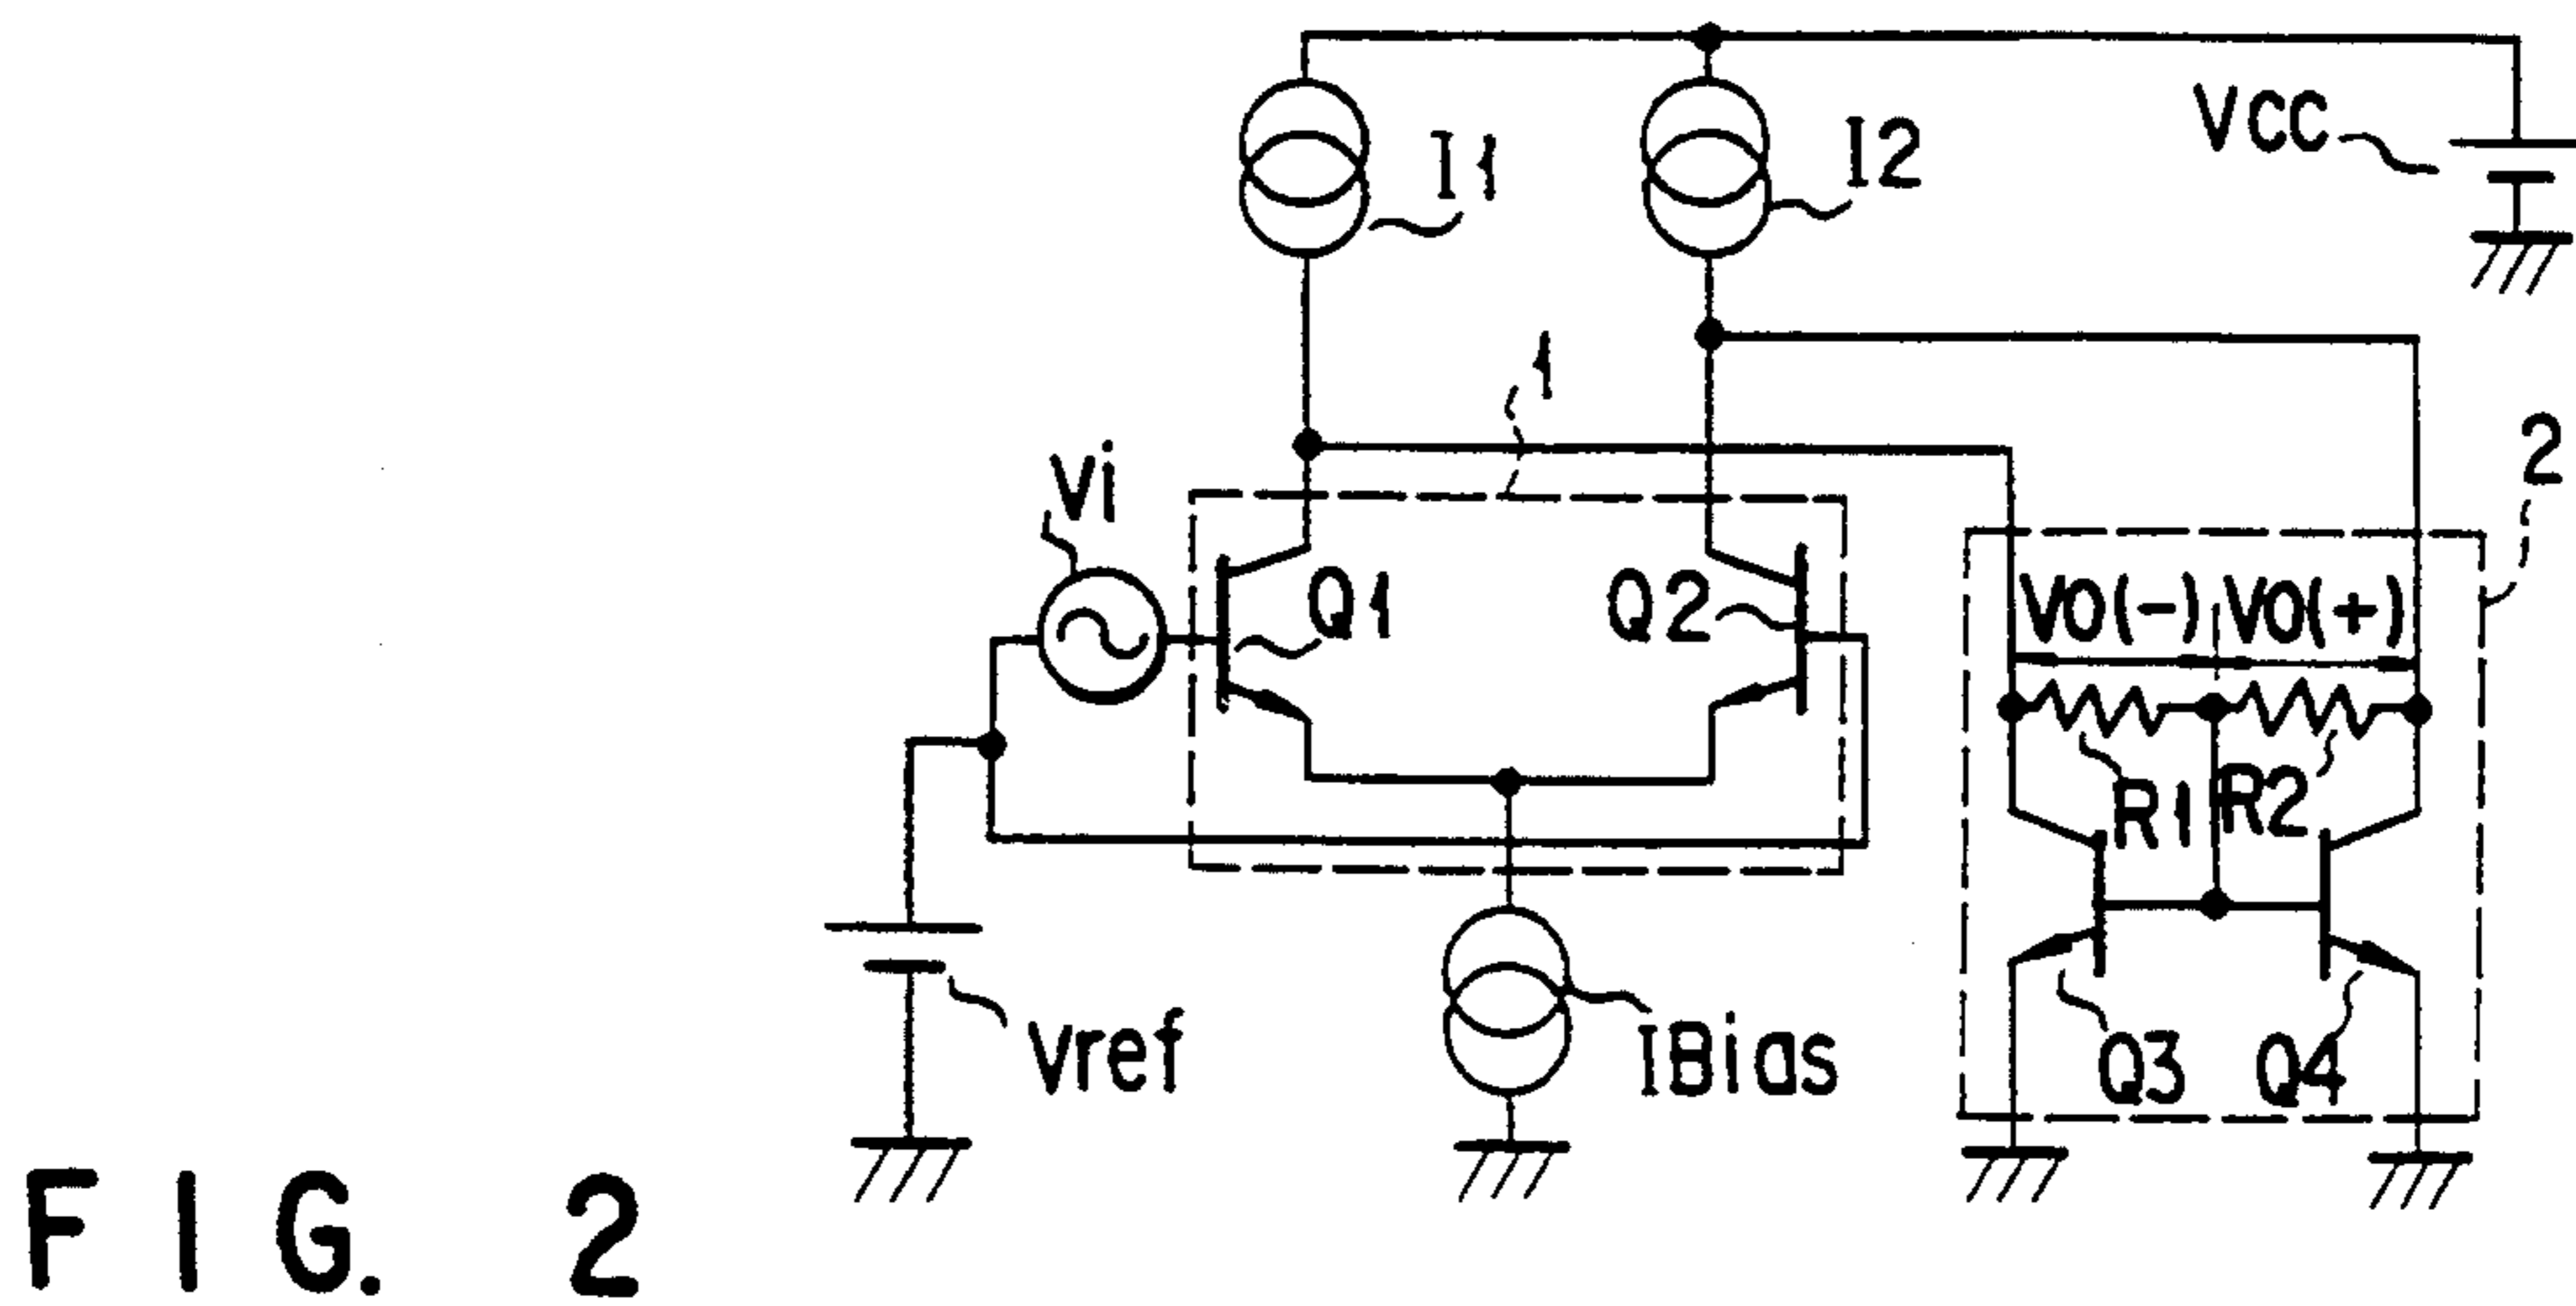 VCC
I1
I2
1
2
Vi
Q1
Q2
VO(-)
VO(+)
R1
R2
Vref
IBias
Q3
Q4
FIG. 2